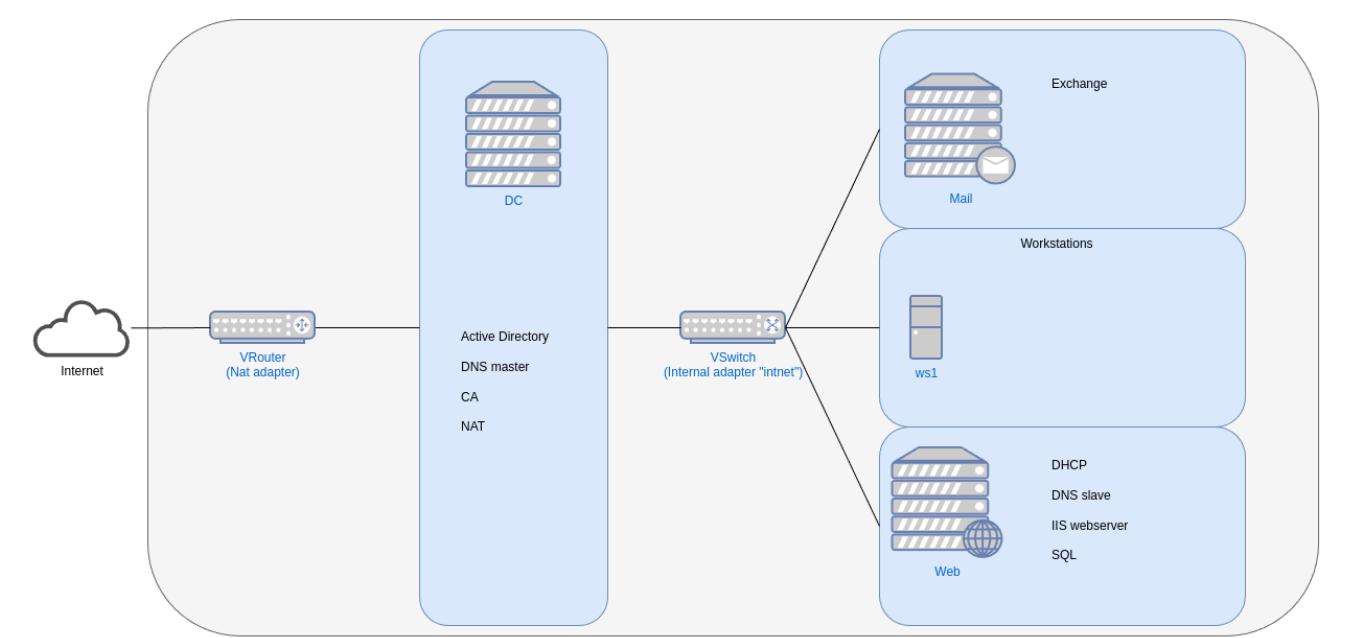 Internet
VRouter
(Nat adapter)
DC
Active Directory
DNS master
CA
NAT
VSwitch
(Internal adapter "intnet")
Exchange
Mail
Workstations
ws1
DHCP
DNS slave
IIS webserver
SQL
Web